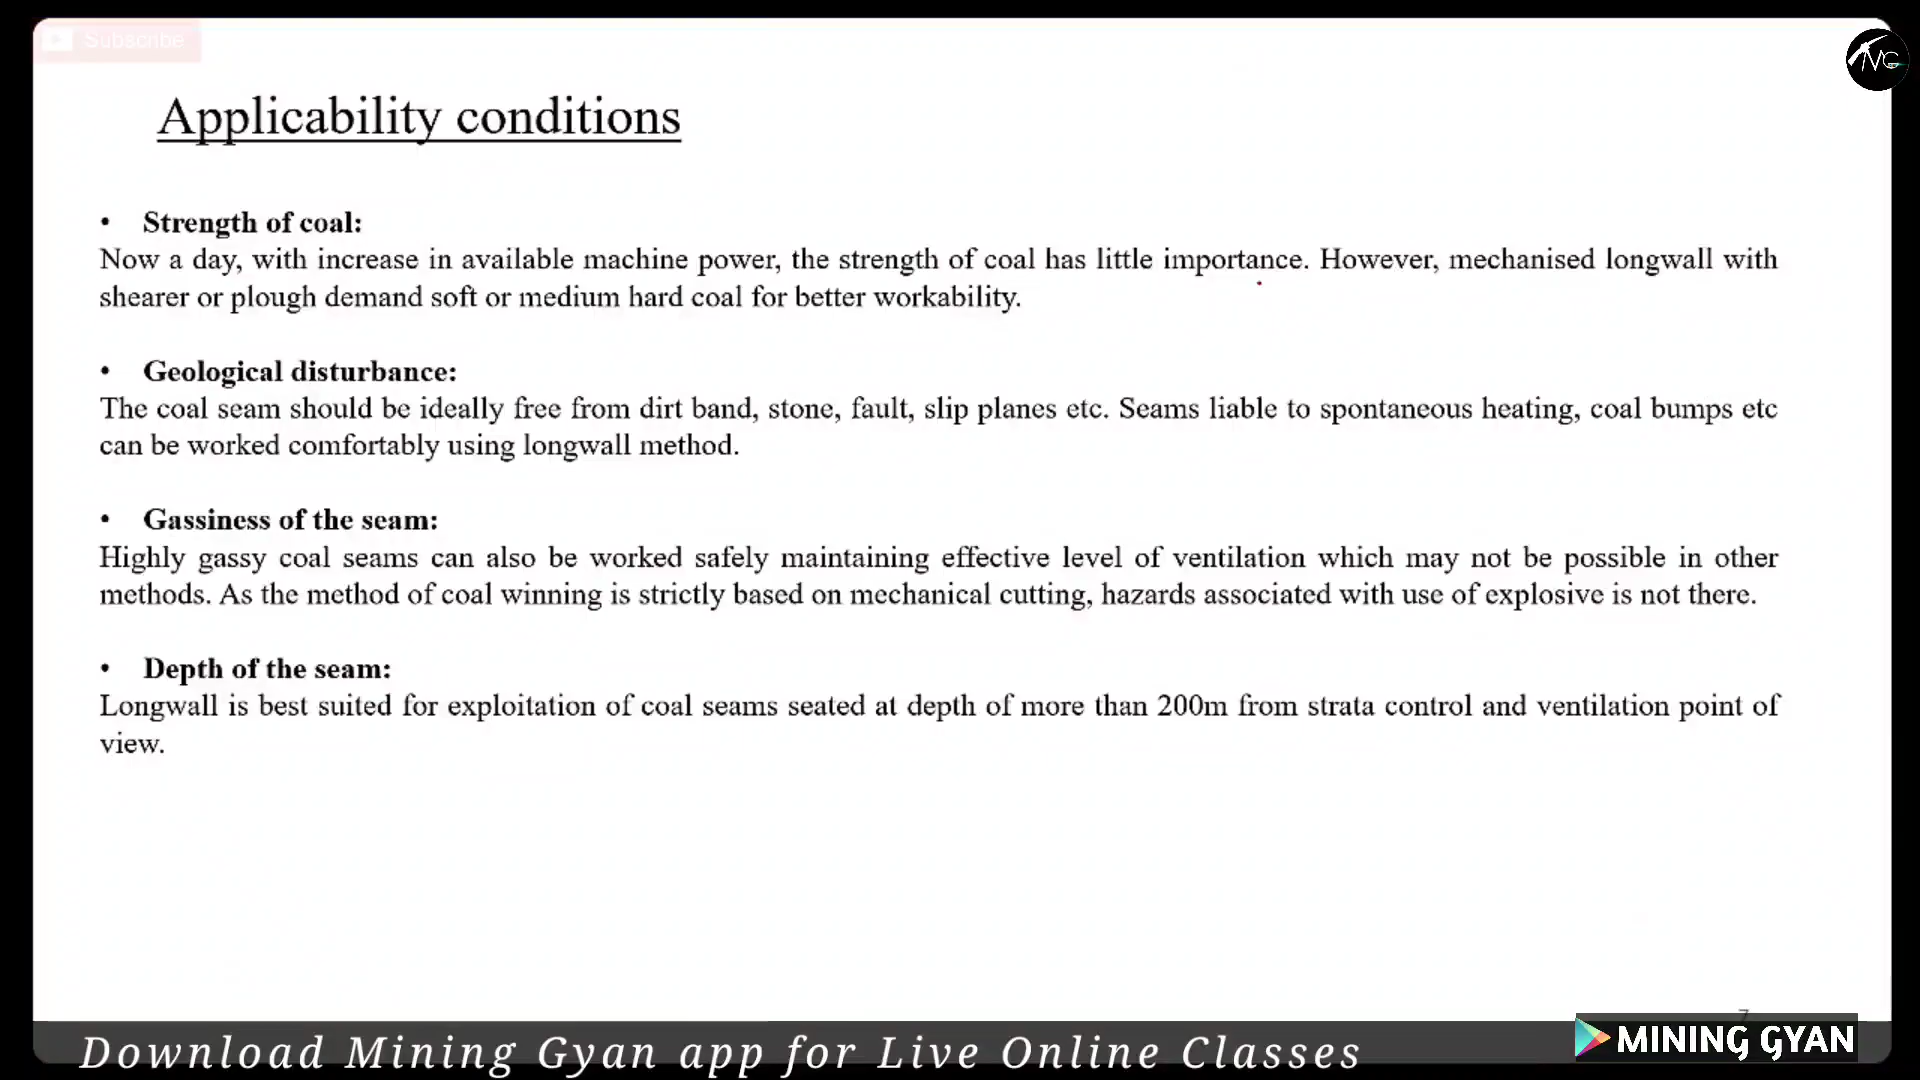 Subscribe
Applicability conditions
• Strength of coal:
Now a day, with increase in available machine power, the strength of coal has little importance. However, mechanised longwall with
shearer or plough demand soft or medium hard coal for better workability.
• Geological disturbance:
The coal seam should be ideally free from dirt band, stone, fault, slip planes etc. Seams liable to spontaneous heating, coal bumps etc
can be worked comfortably using longwall method.
• Gassiness of the seam:
Highly gassy coal seams can also be worked safely maintaining effective level of ventilation which may not be possible in other
methods. As the method of coal winning is strictly based on mechanical cutting, hazards associated with use of explosive is not there.
• Depth of the seam:
Longwall is best suited for exploitation of coal seams seated at depth of more than 200m from strata control and ventilation point of
view.
7
Download Mining Gyan app for Live Online Classes
MINING GYAN